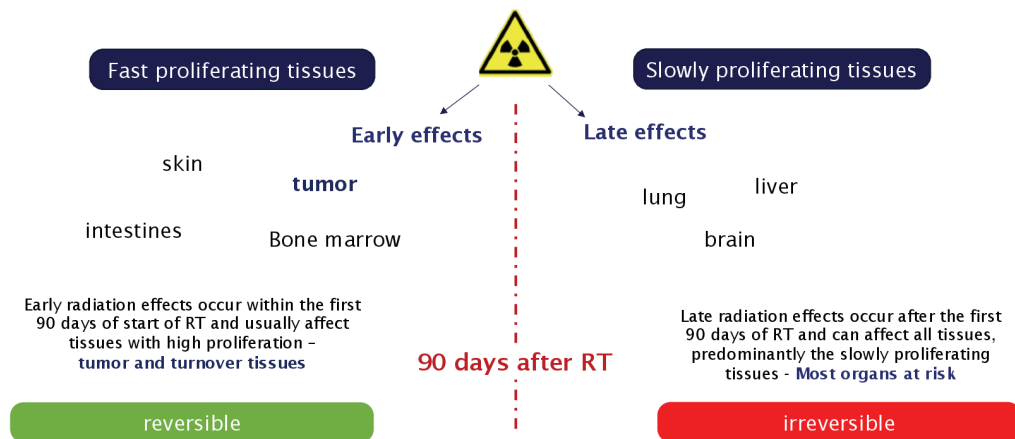 Fast proliferating tissues
Slowly proliferating tissues
Early effects
Late effects
skin
tumor
intestines
Bone marrow
lung
liver
brain
Early radiation effects occur within the first
90 days of start of RT and usually affect
tissues with high proliferation –
tumor and turnover tissues
90 days after RT
Late radiation effects occur after the first
90 days of RT and can affect all tissues,
predominantly the slowly proliferating
tissues - Most organs at risk
reversible
irreversible